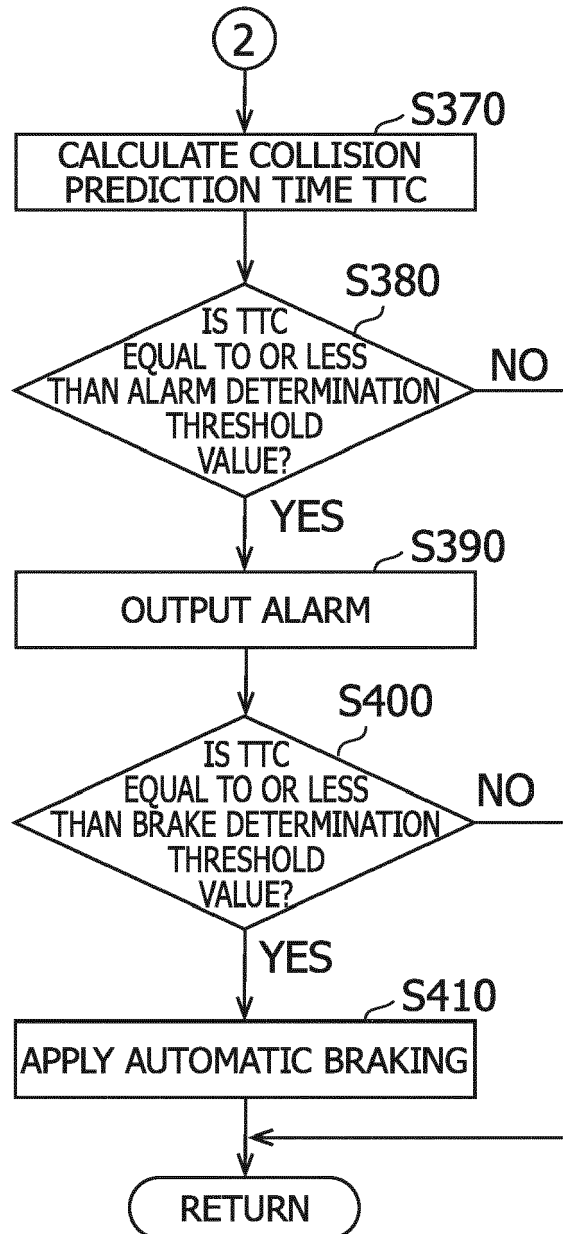 2
S370
CALCULATE COLLISION
PREDICTION TIME TTC
S380
IS TTC
EQUAL TO OR LESS
THAN ALARM DETERMINATION
THRESHOLD
VALUE?
NO
YES
S390
OUTPUT ALARM
S400
IS TTC
EQUAL TO OR LESS
THAN BRAKE DETERMINATION
THRESHOLD
VALUE?
NO
YES
S410
APPLY AUTOMATIC BRAKING
RETURN